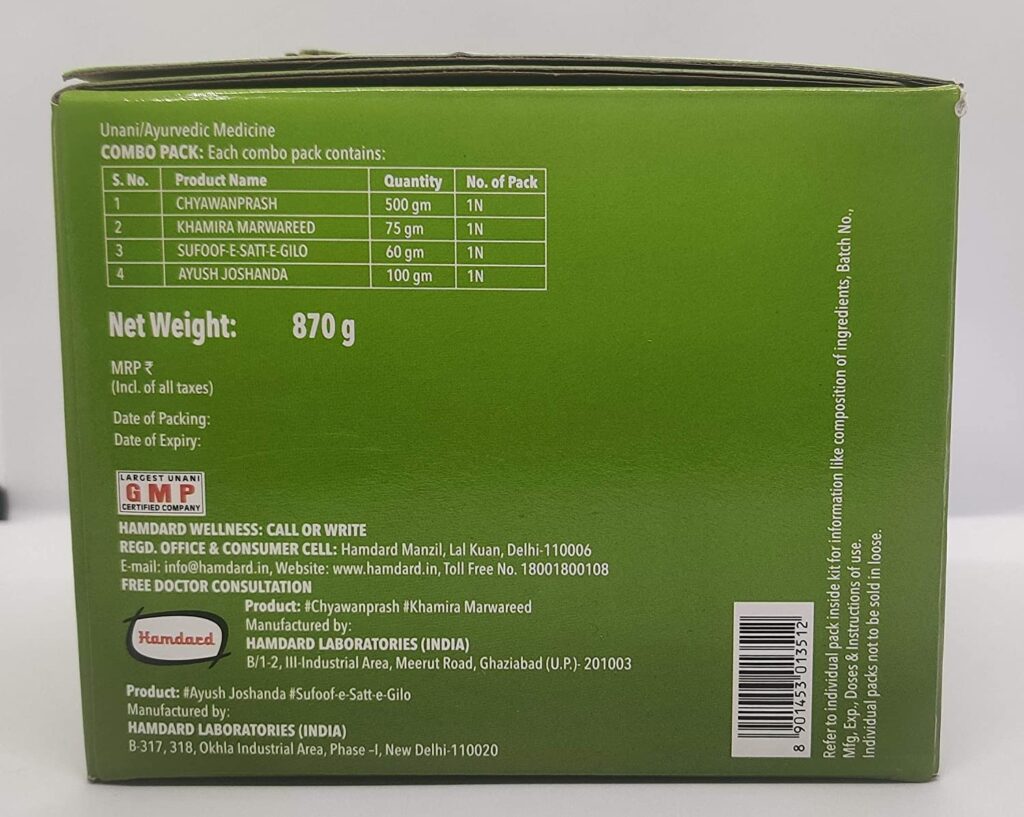 Unani/Ayurvedic Medicine
COMBO PACK: Each combo pack contains:
S. No. Product Name Quantity No. of Pack
1 CHYAWANPRASH 500 gm 1N
2 KHAMIRA MARWAREED 75 gm 1N
3 SUFOOF-E-SATT-E-GILO 60 gm 1N
4 AYUSH JOSHANDA 100 gm 1N
Net Weight: 870 g
MRP ₹
(Incl. of all taxes)
Date of Packing:
Date of Expiry:
LARGEST UNANI
GMP
CERTIFIED COMPANY
HAMDARD WELLNESS: CALL OR WRITE
REGD. OFFICE & CONSUMER CELL: Hamdard Manzil, Lal Kuan, Delhi-110006
E-mail: info@hamdard.in, Website: www.hamdard.in, Toll Free No. 18001800108
FREE DOCTOR CONSULTATION
Hamdard
Product: #Chyawanprash #Khamira Marwareed
Manufactured by:
HAMDARD LABORATORIES (INDIA)
B/1-2, III-Industrial Area, Meerut Road, Ghaziabad (U.P.)- 201003
Product: #Ayush Joshanda #Sufoof-e-Satt-e-Gilo
Manufactured by:
HAMDARD LABORATORIES (INDIA)
B-317, 318, Okhla Industrial Area, Phase –I, New Delhi-110020
8 901453 013512
Refer to individual pack inside kit for information like composition of ingredients, Batch No.,
Mfg, Exp., Doses & Instructions of use.
Individual packs not to be sold in loose.